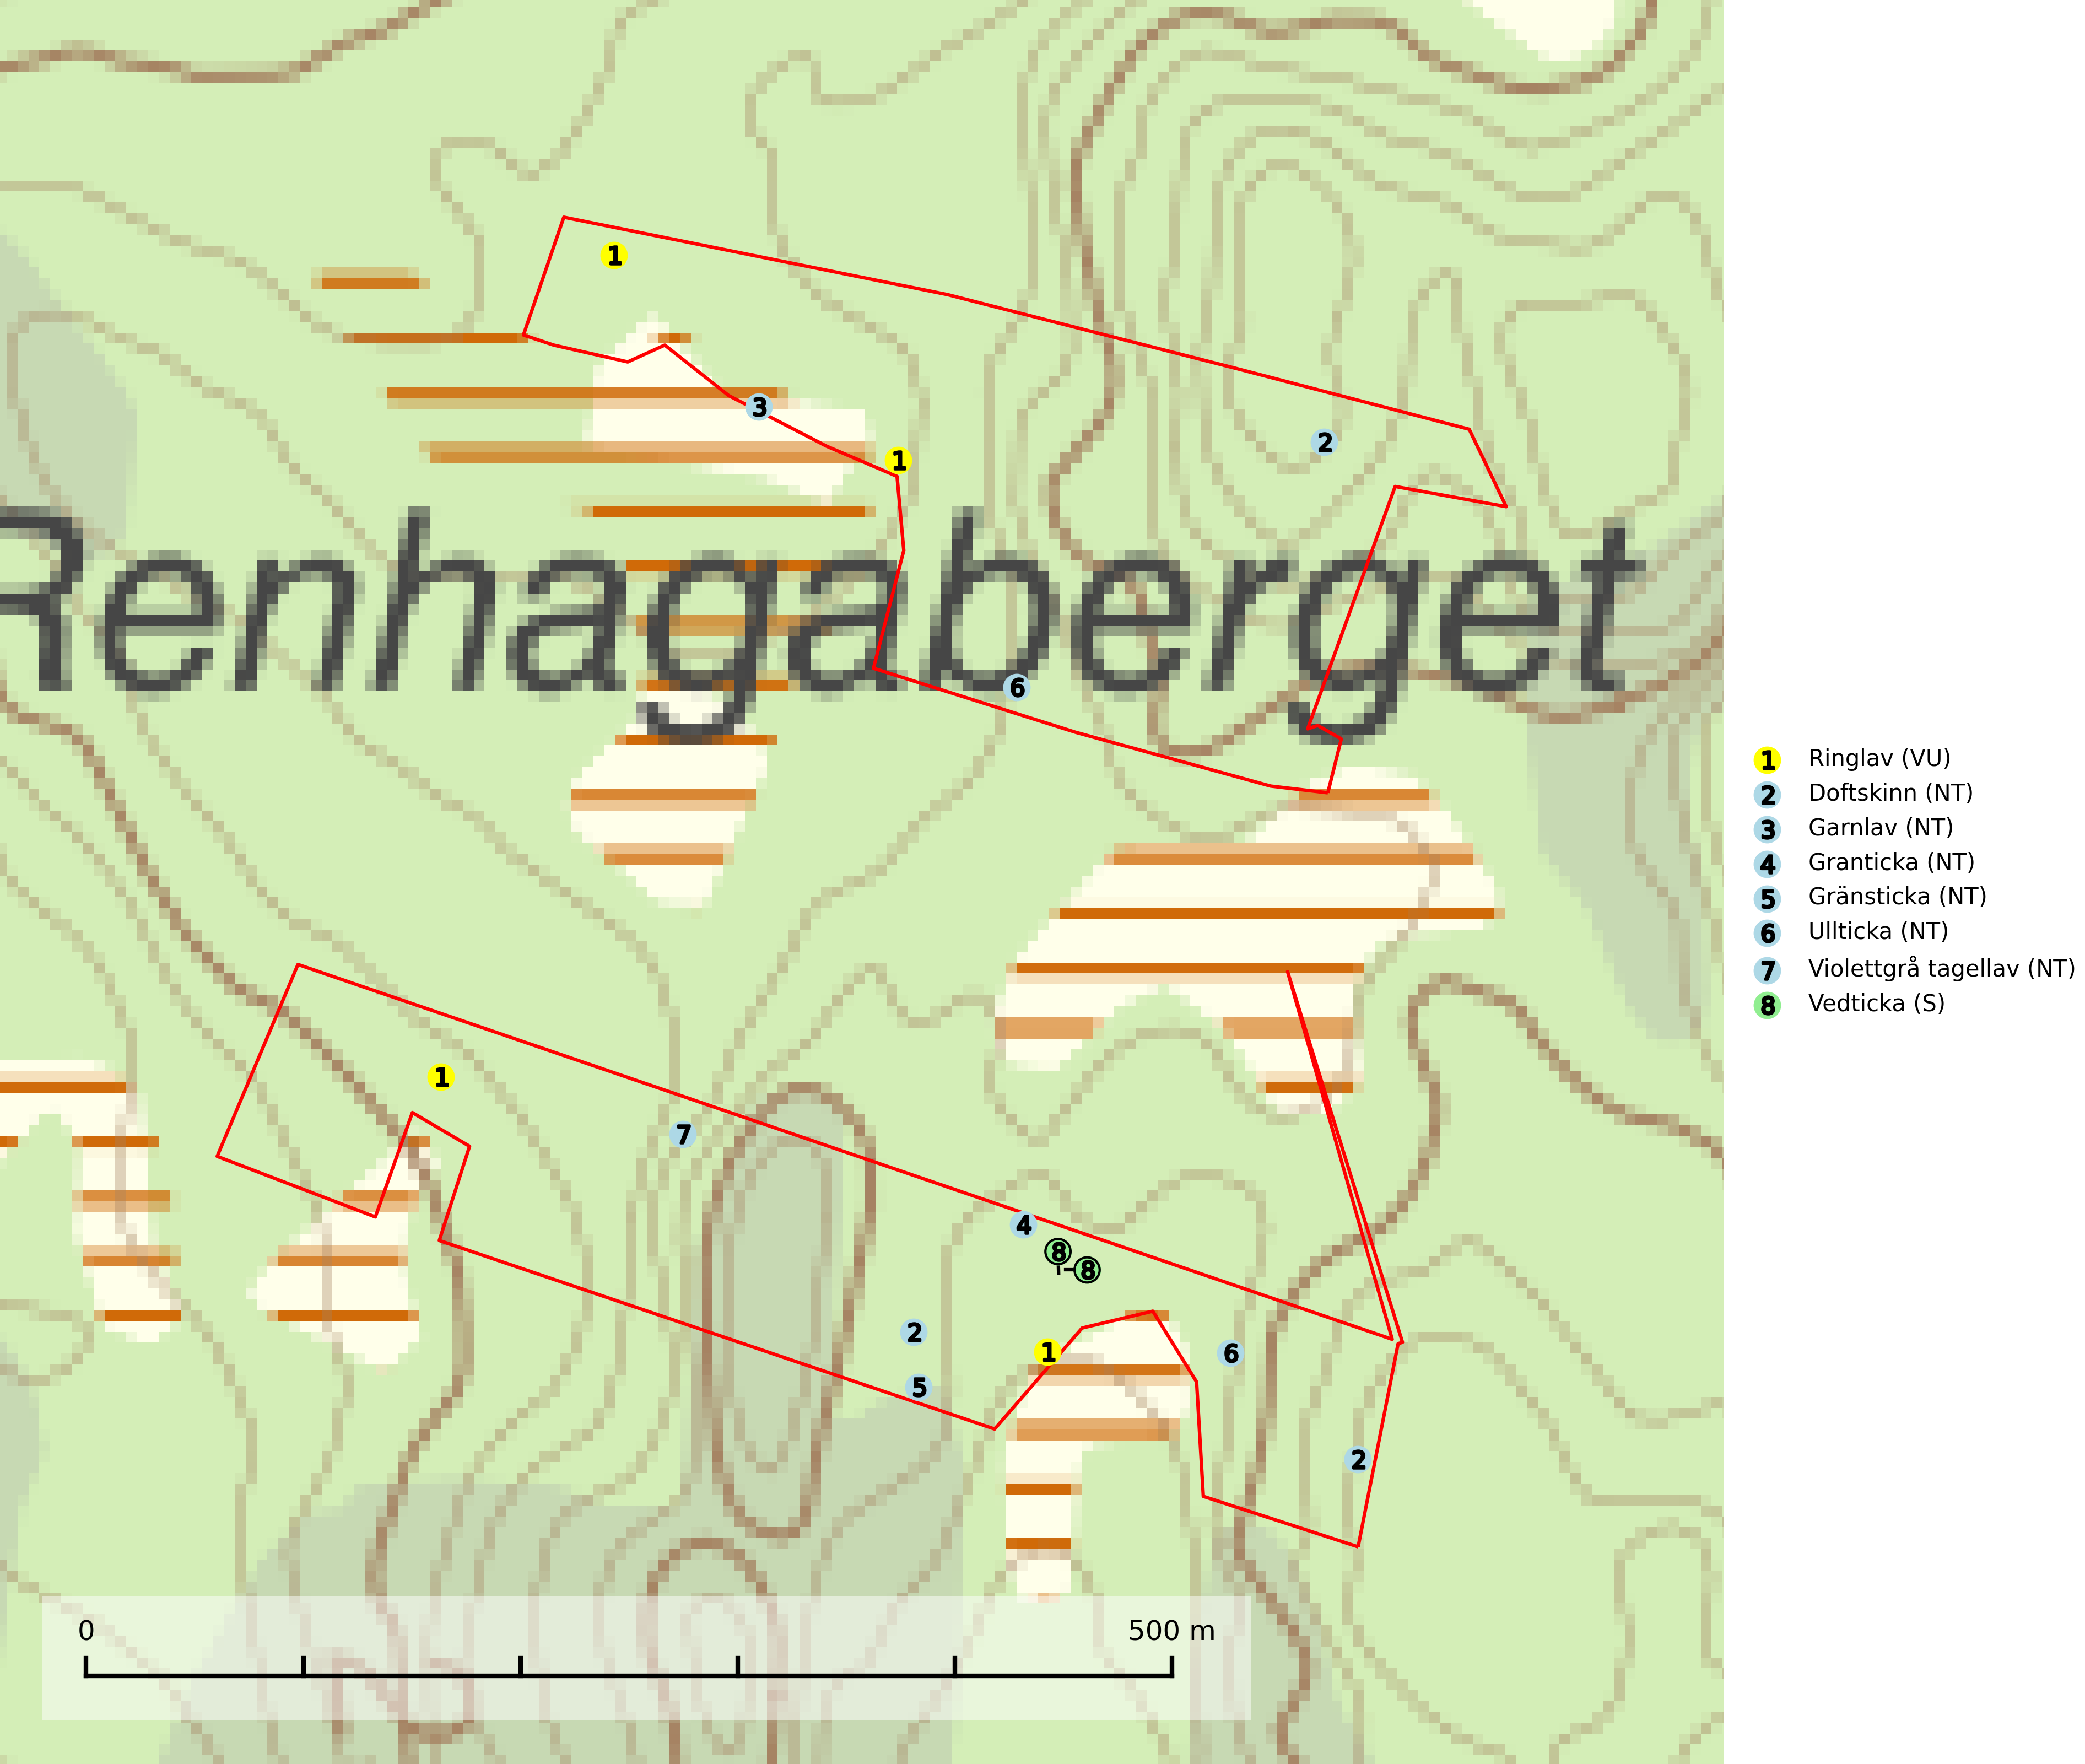 1
3
2
1
Renhagaberget
6
1
7
4
8
8
2
1
6
5
2
0 500 m
1 Ringlav (VU)
2 Doftskinn (NT)
3 Garnlav (NT)
4 Granticka (NT)
5 Gränsticka (NT)
6 Ullticka (NT)
7 Violettgrå tagellav (NT)
8 Vedticka (S)